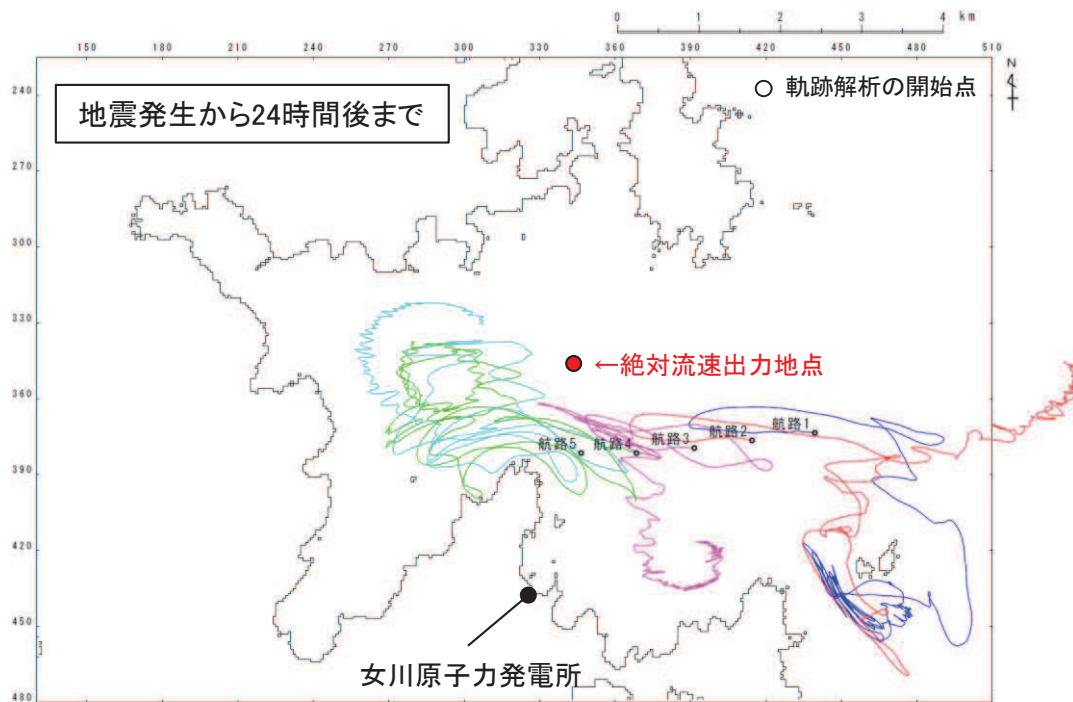 0 1 2 3 4 km
210 240 270 300 330 360 390 420 450 480 510
N
地震発生から24時間後まで
○ 軌跡解析の開始点
240
270
300
330
360
390
420
450
480
←絶対流速出力地点
航路5 航路4 航路3 航路2 航路1
女川原子力発電所